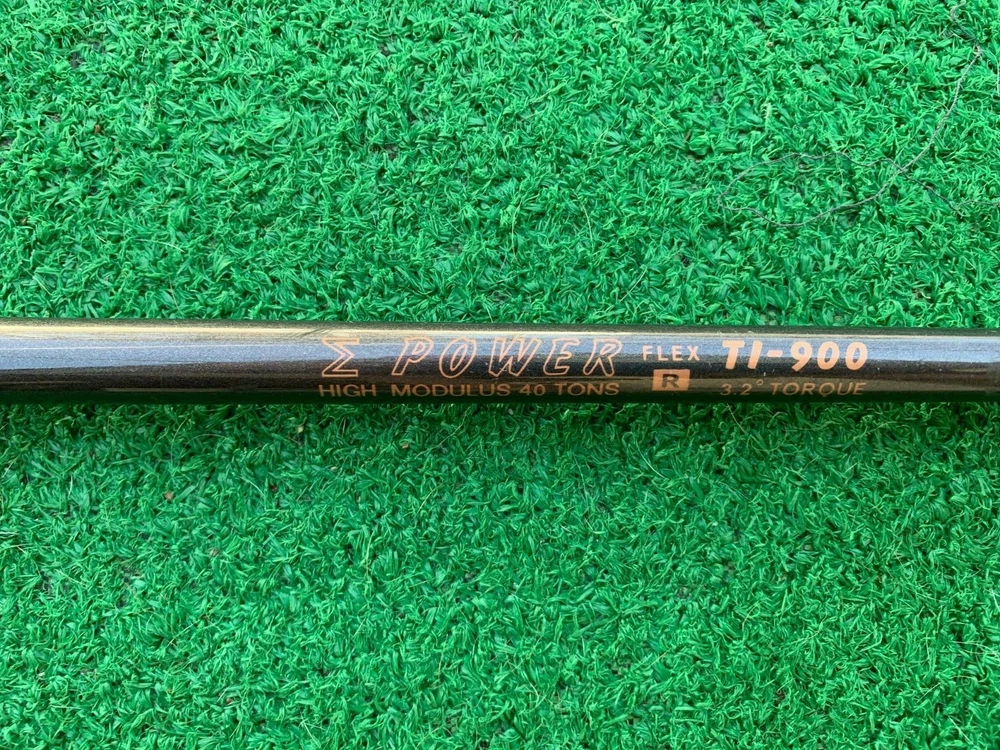 Σ POWER FLEX TI-900
HIGH MODULUS 40 TONS R 3.2° TORQUE